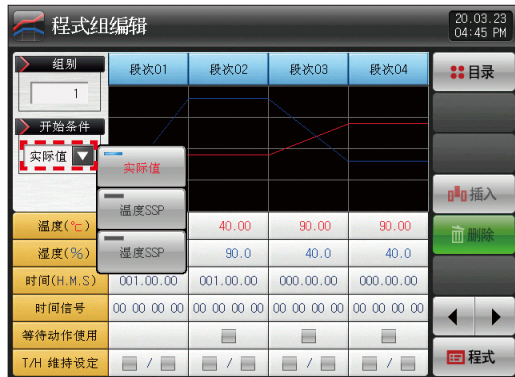 程式组编辑
20.03.23
04:45 PM
组别
1
开始条件
实际值
实际值
温度SSP
湿度SSP
段次01 段次02 段次03 段次04
温度(℃) 40.00 90.00 90.00
湿度(%) 90.0 40.0 40.0
时间(H.M.S) 001.00.00 001.00.00 000.00.00 000.00.00
时间信号 00 00 00 00 00 00 00 00 00 00 00 00 00 00 00 00
等待动作使用
T/H 维持设定 / / / /
目录
插入
删除
程式